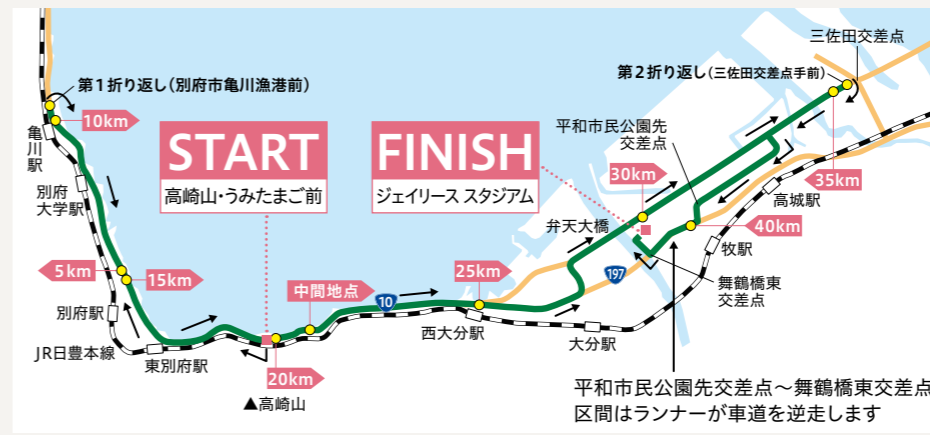 三佐田交差点
第1折り返し(別府市亀川漁港前)
第2折り返し(三佐田交差点手前)
10km
亀川駅
START
高崎山・うみたまご前
FINISH
ジェイリース スタジアム
平和市民公園先
交差点
30km
35km
高城駅
別府
大学駅
弁天大橋
40km
牧駅
5km
15km
25km
197
舞鶴橋東
交差点
中間地点
10
別府駅
西大分駅
大分駅
JR日豊本線
東別府駅
20km
▲高崎山
平和市民公園先交差点〜舞鶴橋東交差点
区間はランナーが車道を逆走します